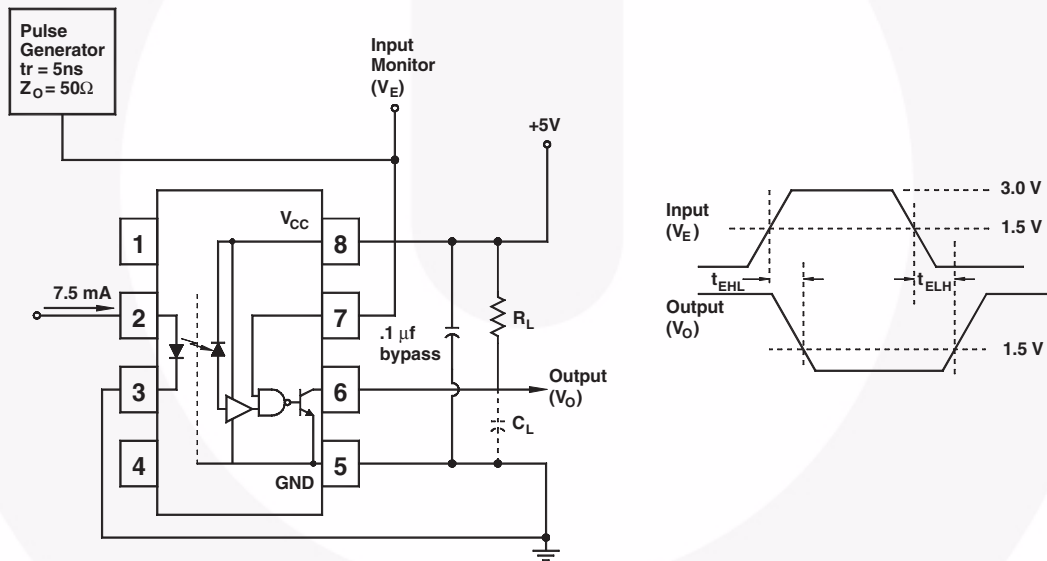 Pulse
Generator
tr = 5ns
ZO = 50Ω
Input
Monitor
(VE)
+5V
1
VCC
8
7.5 mA
2
7
.1 μf
bypass
RL
3
6
Output
(VO)
CL
4
GND
5
Input
(VE)
3.0 V
1.5 V
tEHL
tELH
Output
(VO)
1.5 V